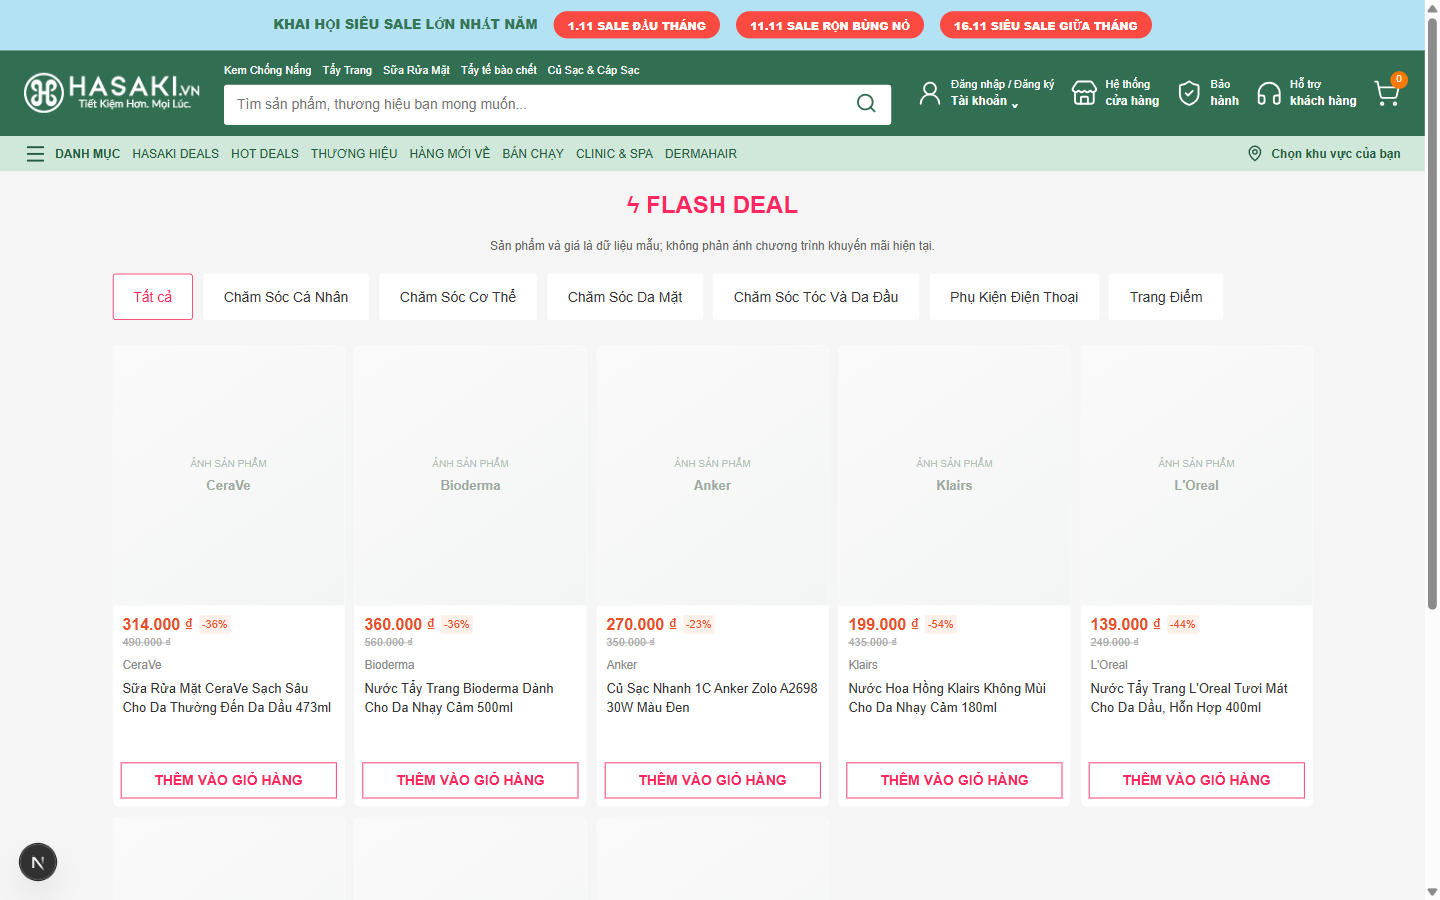 KHAI HỘI SIÊU SALE LỚN NHẤT NĂM
1.11 SALE ĐẦU THÁNG
11.11 SALE RỘN BÙNG NỔ
16.11 SIÊU SALE GIỮA THÁNG
HASAKI.VN
Tiết Kiệm Hơn. Mọi Lúc.
Kem Chống Nắng Tẩy Trang Sữa Rửa Mặt Tẩy tế bào chết Củ Sạc & Cáp Sạc
Tìm sản phẩm, thương hiệu bạn mong muốn...
Đăng nhập / Đăng ký
Tài khoản
Hệ thống
cửa hàng
Bảo
hành
Hỗ trợ
khách hàng
0
DANH MỤC HASAKI DEALS HOT DEALS THƯƠNG HIỆU HÀNG MỚI VỀ BÁN CHẠY CLINIC & SPA DERMAHAIR
Chọn khu vực của bạn
FLASH DEAL
Sản phẩm và giá là dữ liệu mẫu; không phản ánh chương trình khuyến mãi hiện tại.
Tất cả
Chăm Sóc Cá Nhân
Chăm Sóc Cơ Thể
Chăm Sóc Da Mặt
Chăm Sóc Tóc Và Da Đầu
Phụ Kiện Điện Thoại
Trang Điểm
ẢNH SẢN PHẨM
CeraVe
314.000 ₫ -36%
490.000 ₫
CeraVe
Sữa Rửa Mặt CeraVe Sạch Sâu
Cho Da Thường Đến Da Dầu 473ml
THÊM VÀO GIỎ HÀNG
ẢNH SẢN PHẨM
Bioderma
360.000 ₫ -36%
560.000 ₫
Bioderma
Nước Tẩy Trang Bioderma Dành
Cho Da Nhạy Cảm 500ml
THÊM VÀO GIỎ HÀNG
ẢNH SẢN PHẨM
Anker
270.000 ₫ -23%
350.000 ₫
Anker
Củ Sạc Nhanh 1C Anker Zolo A2698
30W Màu Đen
THÊM VÀO GIỎ HÀNG
ẢNH SẢN PHẨM
Klairs
199.000 ₫ -54%
435.000 ₫
Klairs
Nước Hoa Hồng Klairs Không Mùi
Cho Da Nhạy Cảm 180ml
THÊM VÀO GIỎ HÀNG
ẢNH SẢN PHẨM
L'Oreal
139.000 ₫ -44%
249.000 ₫
L'Oreal
Nước Tẩy Trang L'Oreal Tươi Mát
Cho Da Dầu, Hỗn Hợp 400ml
THÊM VÀO GIỎ HÀNG
N